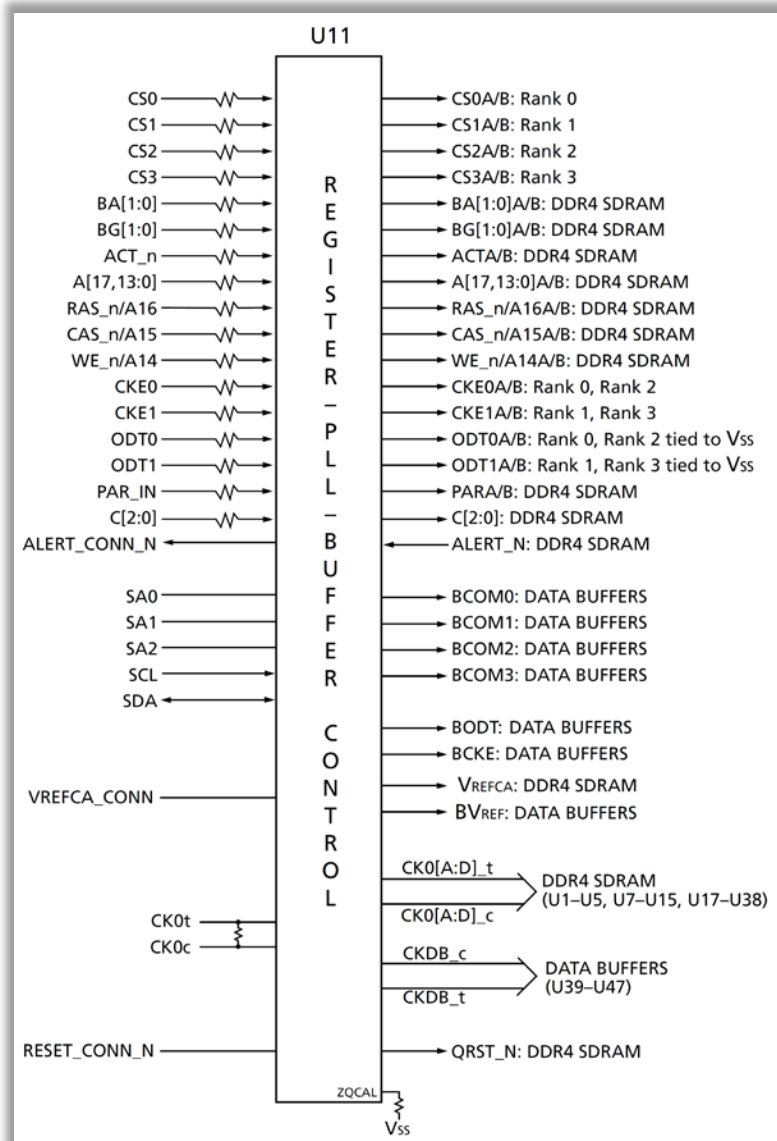 U11
CS0
CS1
CS2
CS3
BA[1:0]
BG[1:0]
ACT_n
A[17,13:0]
RAS_n/A16
CAS_n/A15
WE_n/A14
CKE0
CKE1
ODT0
ODT1
PAR_IN
C[2:0]
ALERT_CONN_N
SA0
SA1
SA2
SCL
SDA
VREFCA_CONN
CK0t
CK0c
RESET_CONN_N
REGISTER–PLL–BUFFER CONTROL
ZQCAL
VSS
CS0A/B: Rank 0
CS1A/B: Rank 1
CS2A/B: Rank 2
CS3A/B: Rank 3
BA[1:0]A/B: DDR4 SDRAM
BG[1:0]A/B: DDR4 SDRAM
ACTA/B: DDR4 SDRAM
A[17,13:0]A/B: DDR4 SDRAM
RAS_n/A16A/B: DDR4 SDRAM
CAS_n/A15A/B: DDR4 SDRAM
WE_n/A14A/B: DDR4 SDRAM
CKE0A/B: Rank 0, Rank 2
CKE1A/B: Rank 1, Rank 3
ODT0A/B: Rank 0, Rank 2 tied to VSS
ODT1A/B: Rank 1, Rank 3 tied to VSS
PARA/B: DDR4 SDRAM
C[2:0]: DDR4 SDRAM
ALERT_N: DDR4 SDRAM
BCOM0: DATA BUFFERS
BCOM1: DATA BUFFERS
BCOM2: DATA BUFFERS
BCOM3: DATA BUFFERS
BODT: DATA BUFFERS
BCKE: DATA BUFFERS
VREFCA: DDR4 SDRAM
BVREF: DATA BUFFERS
CK0[A:D]_t
CK0[A:D]_c
DDR4 SDRAM
(U1–U5, U7–U15, U17–U38)
CKDB_c
CKDB_t
DATA BUFFERS
(U39–U47)
QRST_N: DDR4 SDRAM